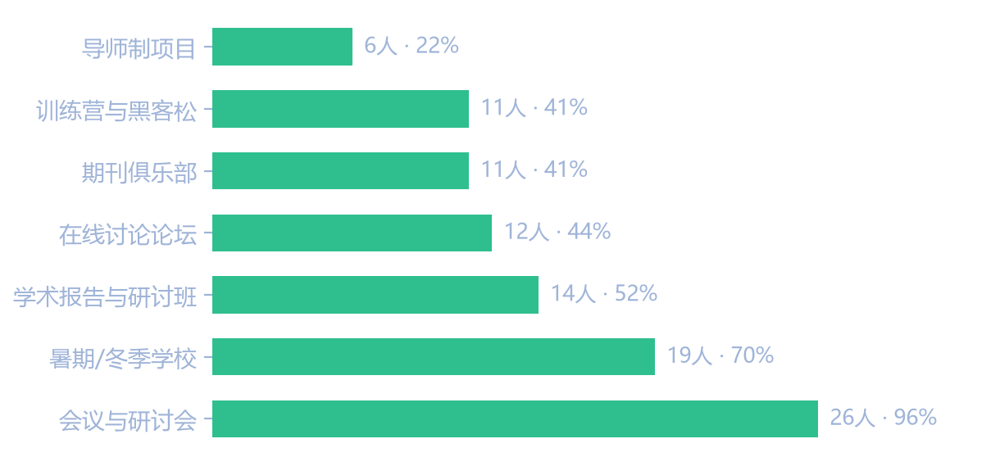 导师制项目 6人 · 22%
训练营与黑客松 11人 · 41%
期刊俱乐部 11人 · 41%
在线讨论论坛 12人 · 44%
学术报告与研讨班 14人 · 52%
暑期/冬季学校 19人 · 70%
会议与研讨会 26人 · 96%